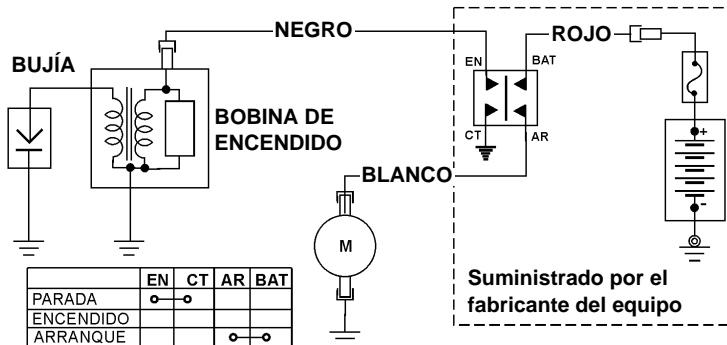 NEGRO
ROJO
BUJÍA
EN
BAT
BOBINA DE
ENCENDIDO
CT
AR
BLANCO
+
-
M
Suministrado por el
fabricante del equipo
EN CT AR BAT
PARADA
ENCENDIDO
ARRANQUE